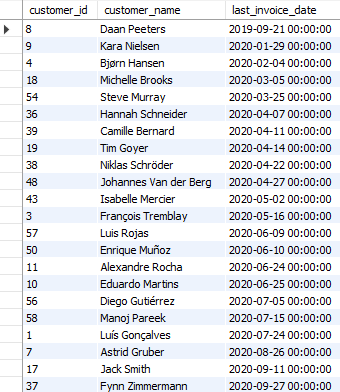 customer_id customer_name last_invoice_date
8 Daan Peeters 2019-09-21 00:00:00
9 Kara Nielsen 2020-01-29 00:00:00
4 Bjørn Hansen 2020-02-04 00:00:00
18 Michelle Brooks 2020-03-05 00:00:00
54 Steve Murray 2020-03-25 00:00:00
36 Hannah Schneider 2020-04-07 00:00:00
39 Camille Bernard 2020-04-11 00:00:00
19 Tim Goyer 2020-04-14 00:00:00
38 Niklas Schröder 2020-04-22 00:00:00
48 Johannes Van der Berg 2020-04-27 00:00:00
43 Isabelle Mercier 2020-05-02 00:00:00
3 François Tremblay 2020-05-16 00:00:00
57 Luis Rojas 2020-06-09 00:00:00
50 Enrique Muñoz 2020-06-10 00:00:00
11 Alexandre Rocha 2020-06-24 00:00:00
10 Eduardo Martins 2020-06-25 00:00:00
56 Diego Gutiérrez 2020-07-05 00:00:00
58 Manoj Pareek 2020-07-15 00:00:00
1 Luís Gonçalves 2020-07-24 00:00:00
7 Astrid Gruber 2020-08-26 00:00:00
17 Jack Smith 2020-09-11 00:00:00
37 Fynn Zimmermann 2020-09-27 00:00:00